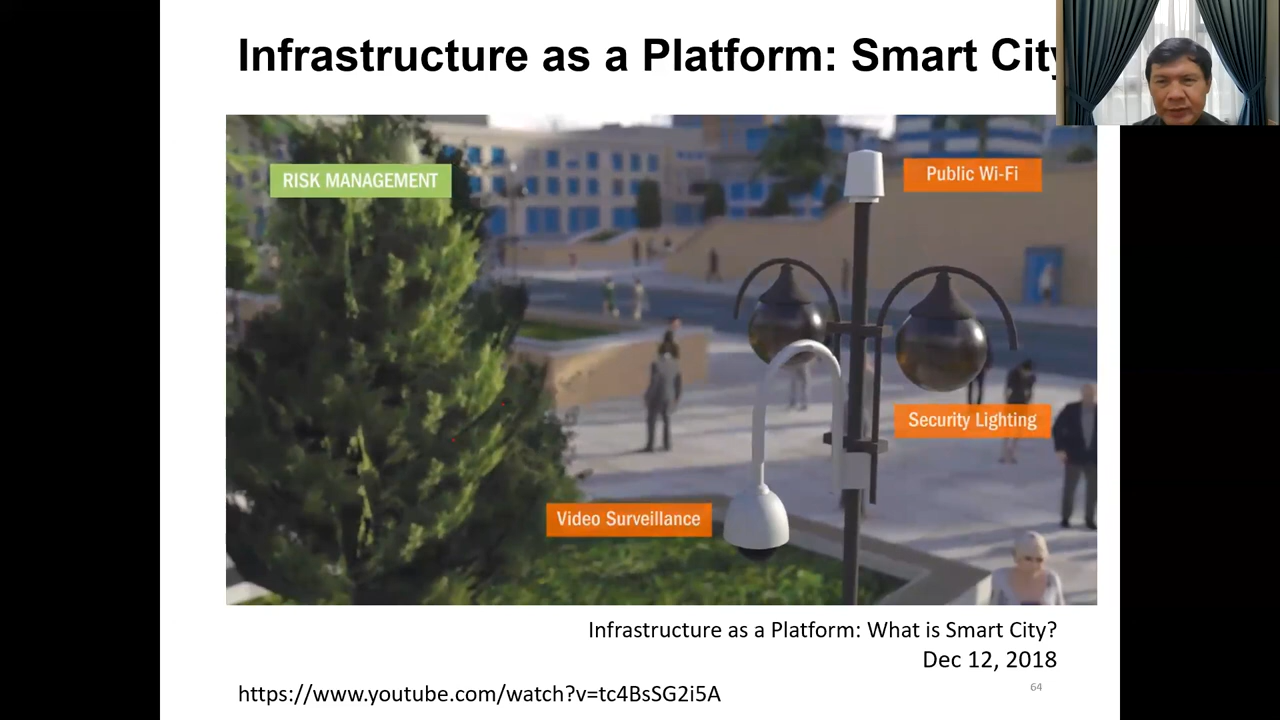 Infrastructure as a Platform: Smart City
RISK MANAGEMENT
Public Wi-Fi
Security Lighting
Video Surveillance
Infrastructure as a Platform: What is Smart City?
Dec 12, 2018
https://www.youtube.com/watch?v=tc4BsSG2i5A
64